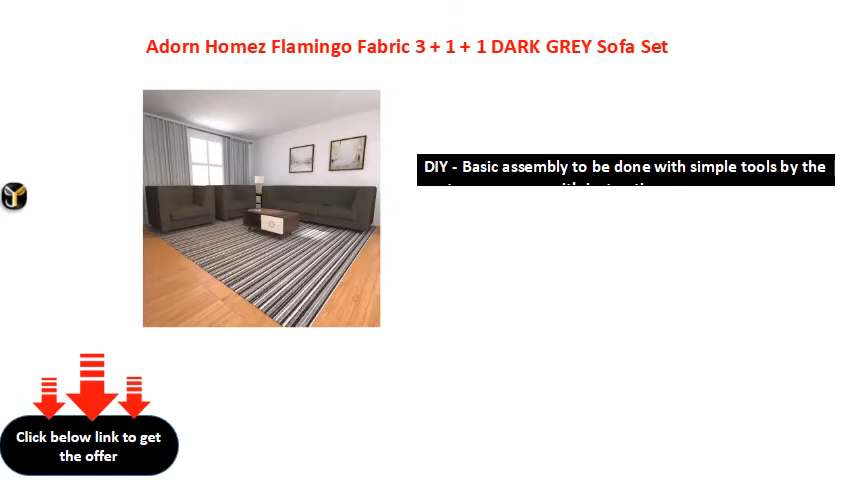 Adorn Homez Flamingo Fabric 3 + 1 + 1 DARK GREY Sofa Set
DIY - Basic assembly to be done with simple tools by the
Click below link to get
the offer